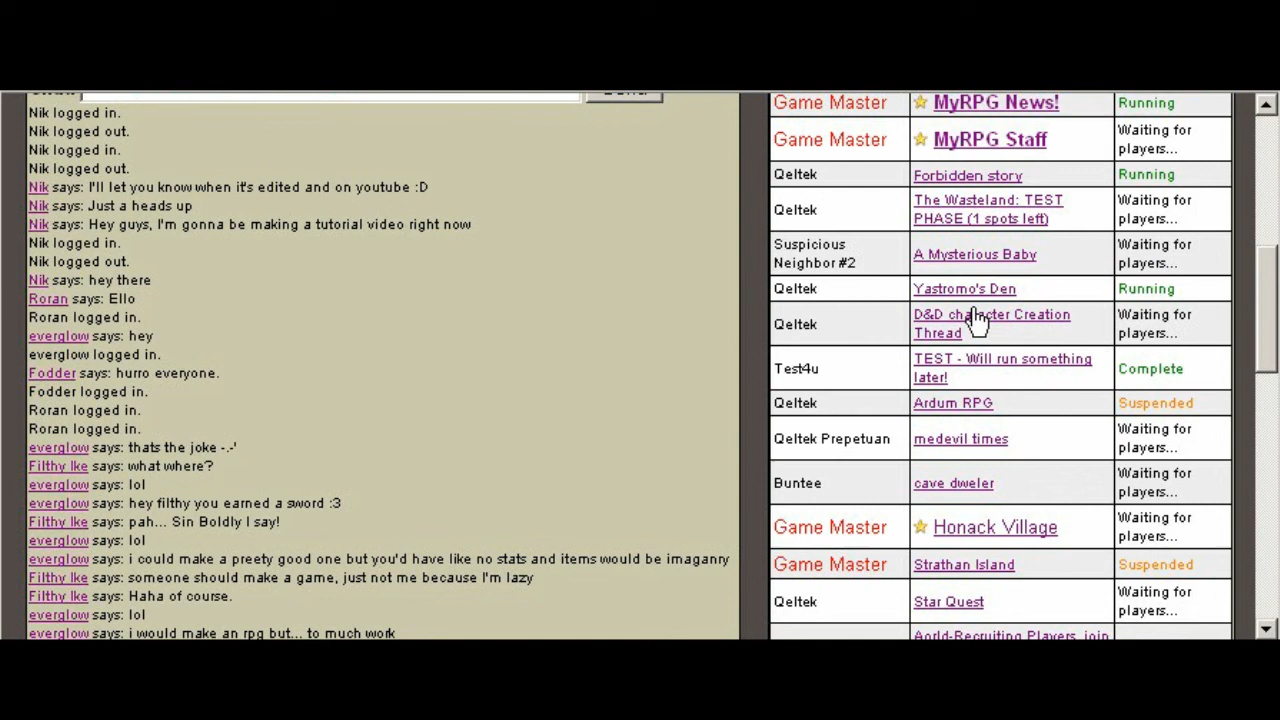 Nik logged in.
Nik logged out.
Nik logged in.
Nik logged out.
Nik says: I'll let you know when it's edited and on youtube :D
Nik says: Just a heads up
Nik says: Hey guys, I'm gonna be making a tutorial video right now
Nik logged in.
Nik logged out.
Nik says: hey there
Roran says: Ello
Roran logged in.
everglow says: hey
everglow logged in.
Fodder says: hurro everyone.
Fodder logged in.
Roran logged in.
Roran logged in.
everglow says: thats the joke -.-'
Filthy Ike says: what where?
everglow says: lol
everglow says: hey filthy you earned a sword :3
Filthy Ike says: pah... Sin Boldly I say!
everglow says: lol
everglow says: i could make a preety good one but you'd have like no stats and items would be imaganny
Filthy Ike says: someone should make a game, just not me because I'm lazy
Filthy Ike says: Haha of course.
everglow says: lol
everglow says: i would make an rpg but... to much work
Game Master MyRPG News! Running
Game Master MyRPG Staff Waiting for
players...
Qeltek Forbidden story Running
Qeltek The Wasteland: TEST
PHASE (1 spots left) Waiting for
players...
Suspicious
Neighbor #2 A Mysterious Baby Waiting for
players...
Qeltek Yastromo's Den Running
Qeltek D&D character Creation
Thread Waiting for
players...
Test4u TEST - Will run something
later! Complete
Qeltek Ardum RPG Suspended
Qeltek Prepetuan medevil times Waiting for
players...
Buntee cave dweler Waiting for
players...
Game Master Honack Village Waiting for
players...
Game Master Strathan Island Suspended
Qeltek Star Quest Waiting for
players...
Aorld-Recruiting Players, join